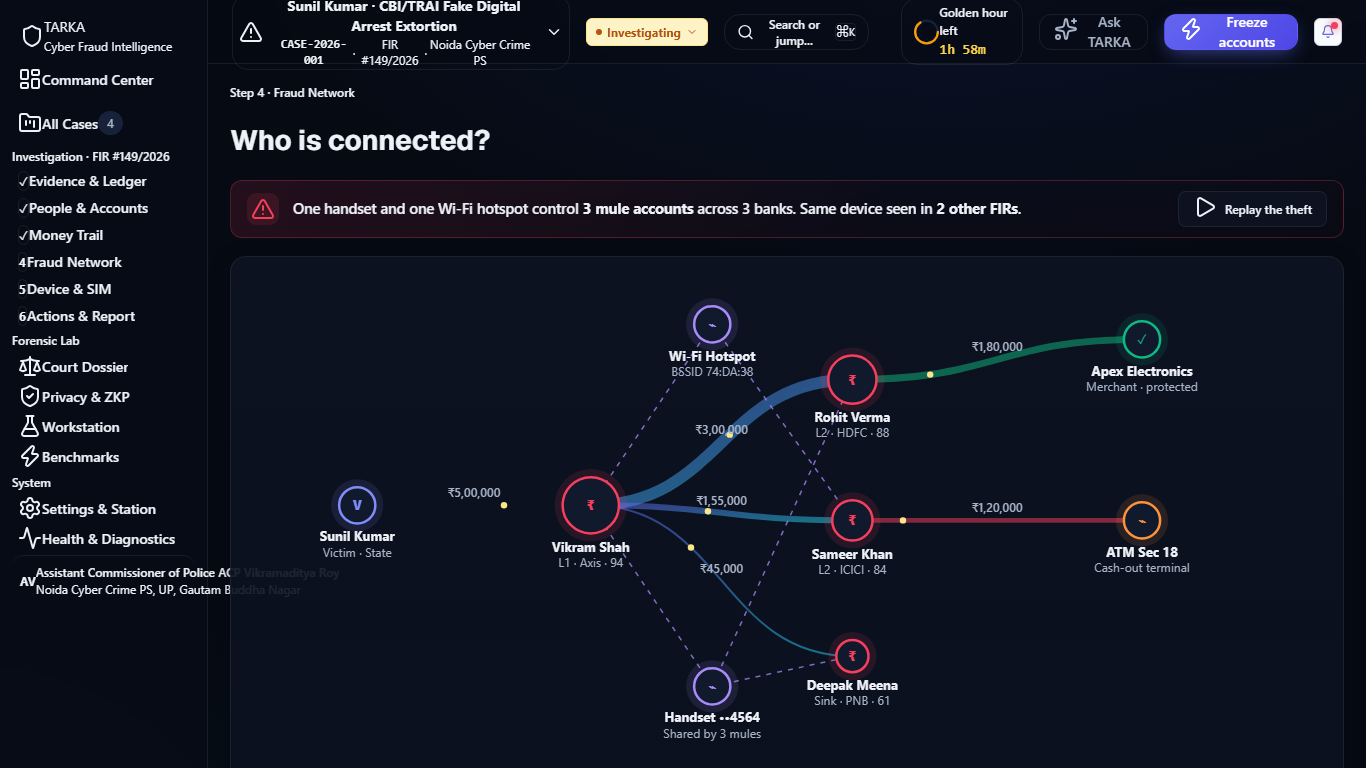 TARKA
Cyber Fraud Intelligence
Command Center
All Cases 4
Investigation · FIR #149/2026
✓Evidence & Ledger
✓People & Accounts
✓Money Trail
4Fraud Network
5Device & SIM
6Actions & Report
Forensic Lab
Court Dossier
Privacy & ZKP
Workstation
Benchmarks
System
Settings & Station
Health & Diagnostics
AV
Assistant Commissioner of Police ACP Vikramaditya Roy
Noida Cyber Crime PS, UP, Gautam Buddha Nagar
Sunil Kumar · CBI/TRAI Fake Digital
Arrest Extortion
CASE-2026-001 · FIR #149/2026 · Noida Cyber Crime PS
Investigating
Search or jump... ⌘K
Golden hour left
1h 58m
Ask TARKA
Freeze accounts
Step 4 · Fraud Network
Who is connected?
One handset and one Wi-Fi hotspot control 3 mule accounts across 3 banks. Same device seen in 2 other FIRs.
Replay the theft
Wi-Fi Hotspot
BSSID 74:DA:38
₹1,80,000
✓
Apex Electronics
Merchant · protected
₹
Rohit Verma
L2 · HDFC · 88
₹3,00,000
₹5,00,000
V
Sunil Kumar
Victim · State
₹
Vikram Shah
L1 · Axis · 94
₹1,55,000
₹
Sameer Khan
L2 · ICICI · 84
₹1,20,000
ATM Sec 18
Cash-out terminal
₹45,000
₹
Deepak Meena
Sink · PNB · 61
Handset ••4564
Shared by 3 mules